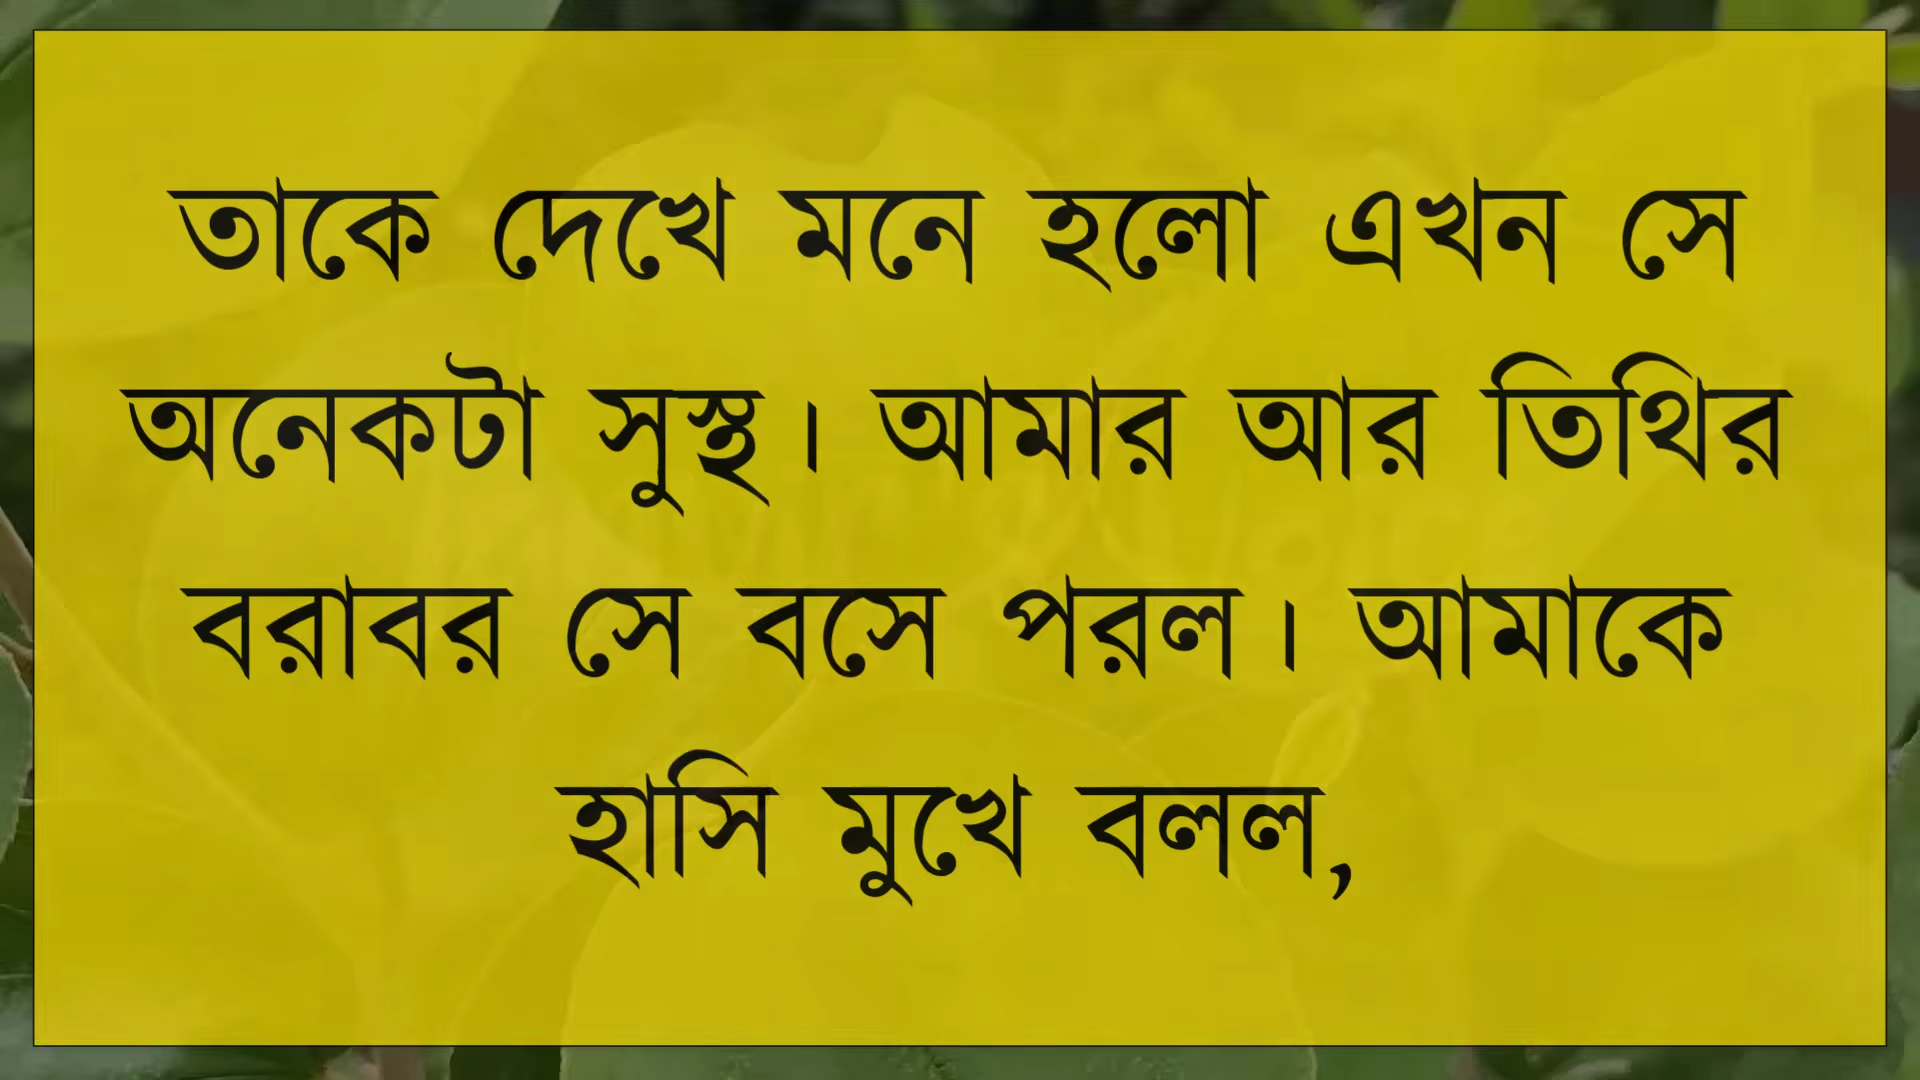 তাকে দেখে মনে হলো এখন সে
অনেকটা সুস্থ। আমার আর তিথির
বরাবর সে বসে পরল। আমাকে
হাসি মুখে বলল,